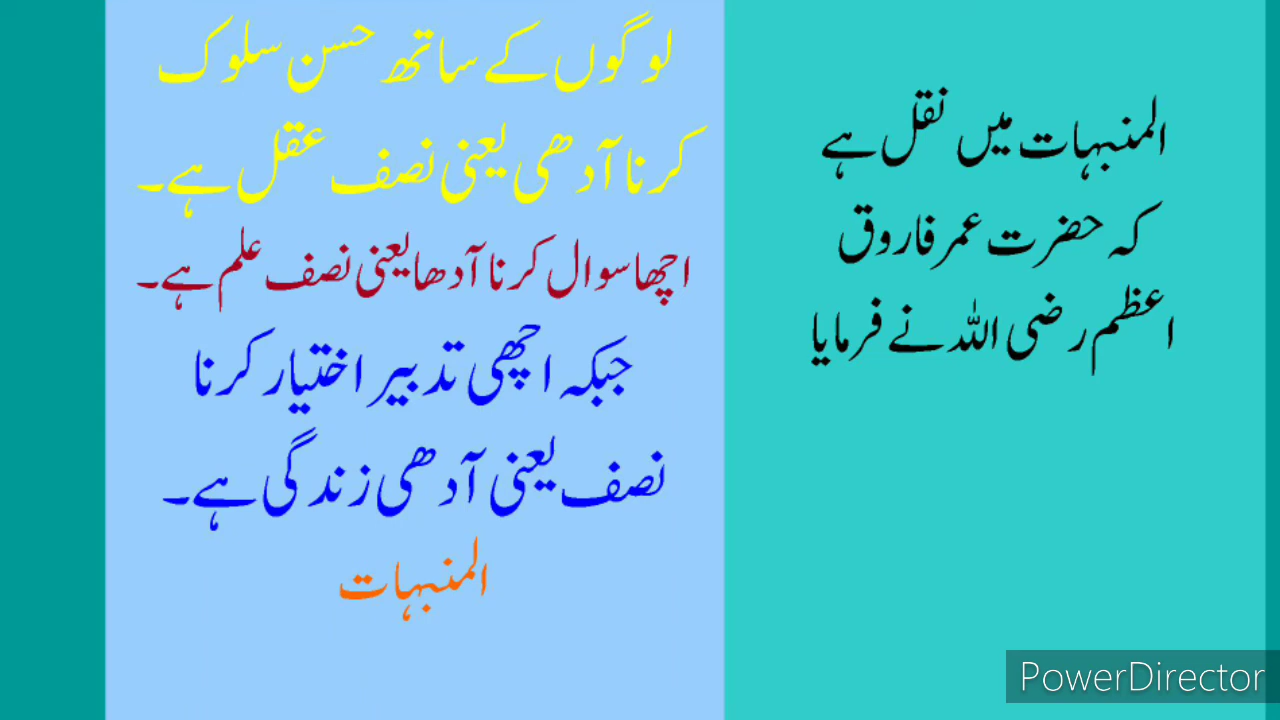 المنبہات میں نقل ہے
کہ حضرت عمر فاروق
اعظم رضی اللہ نے فرمایا
لوگوں کے ساتھ حسن سلوک
کرنا آدھی یعنی نصف عقل ہے۔
اچھا سوال کرنا آدھا یعنی نصف علم ہے۔
جبکہ اچھی تدبیر اختیار کرنا
نصف یعنی آدھی زندگی ہے۔
المنبہات
PowerDirector